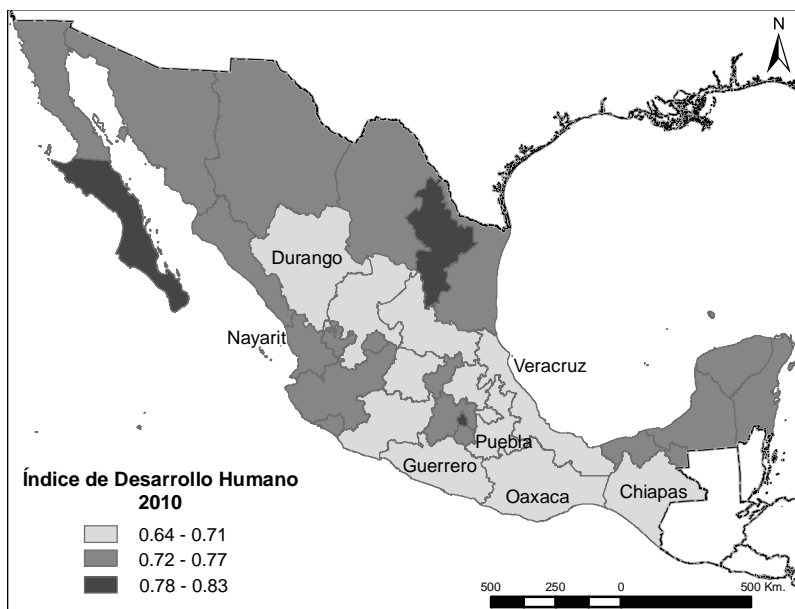 N
Durango
Nayarit
Veracruz
Puebla
Guerrero
Oaxaca
Chiapas
Índice de Desarrollo Humano
2010
0.64 - 0.71
0.72 - 0.77
0.78 - 0.83
500 250 0 500 Km.